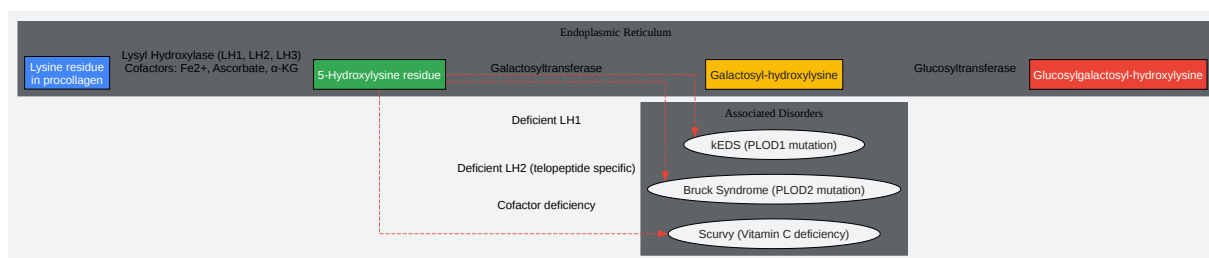 Endoplasmic Reticulum
Lysine residue
in procollagen
Lysyl Hydroxylase (LH1, LH2, LH3)
Cofactors: Fe2+, Ascorbate, α-KG
5-Hydroxylysine residue
Galactosyltransferase
Galactosyl-hydroxylysine
Glucosyltransferase
Glucosylgalactosyl-hydroxylysine
Associated Disorders
Deficient LH1
kEDS (PLOD1 mutation)
Deficient LH2 (telopeptide specific)
Bruck Syndrome (PLOD2 mutation)
Cofactor deficiency
Scurvy (Vitamin C deficiency)